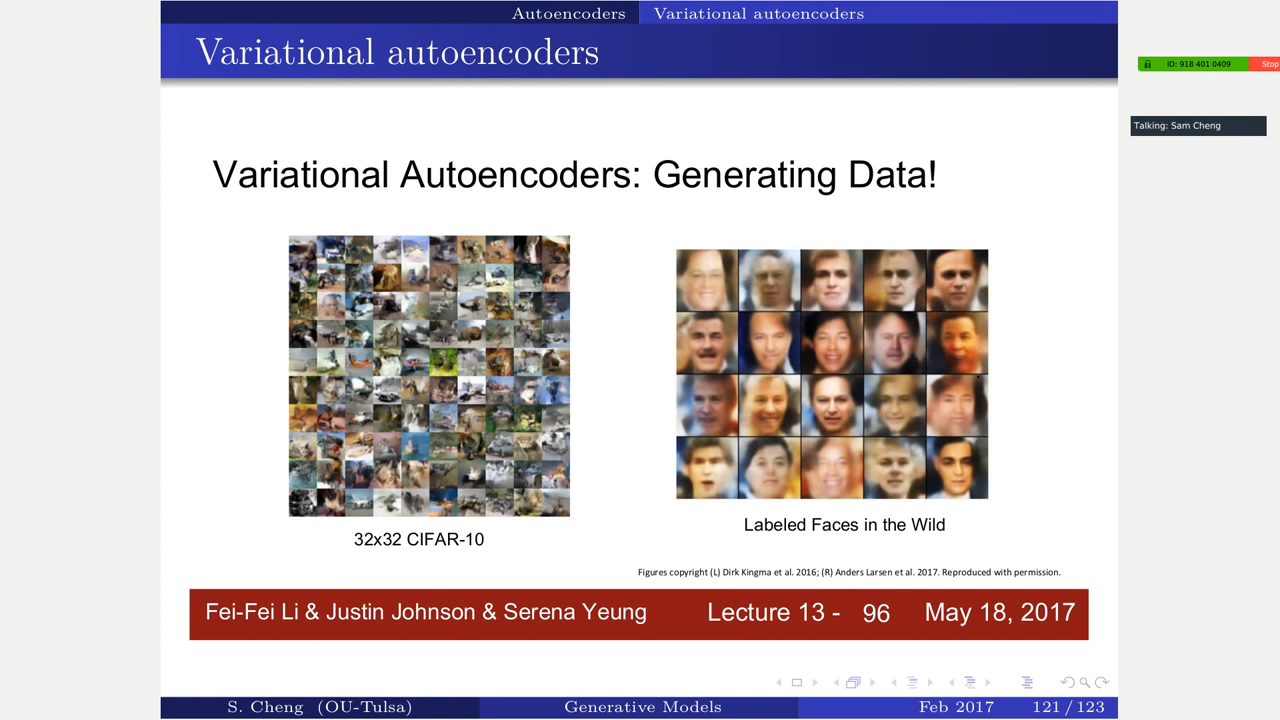 Autoencoders Variational autoencoders
Variational autoencoders
ID: 918 401 0409 Stop
Talking: Sam Cheng
Variational Autoencoders: Generating Data!
32x32 CIFAR-10
Labeled Faces in the Wild
Figures copyright (L) Dirk Kingma et al. 2016; (R) Anders Larsen et al. 2017. Reproduced with permission.
Fei-Fei Li & Justin Johnson & Serena Yeung Lecture 13 - 96 May 18, 2017
S. Cheng (OU-Tulsa) Generative Models Feb 2017 121 / 123